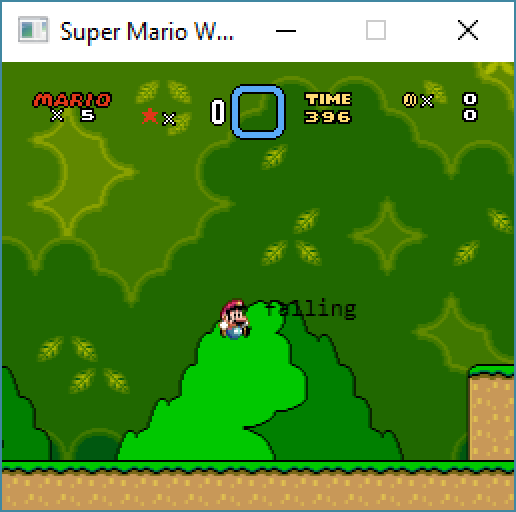 Super Mario W...
MARIO TIME
x 5 ★x 0 396 x 0
0
falling